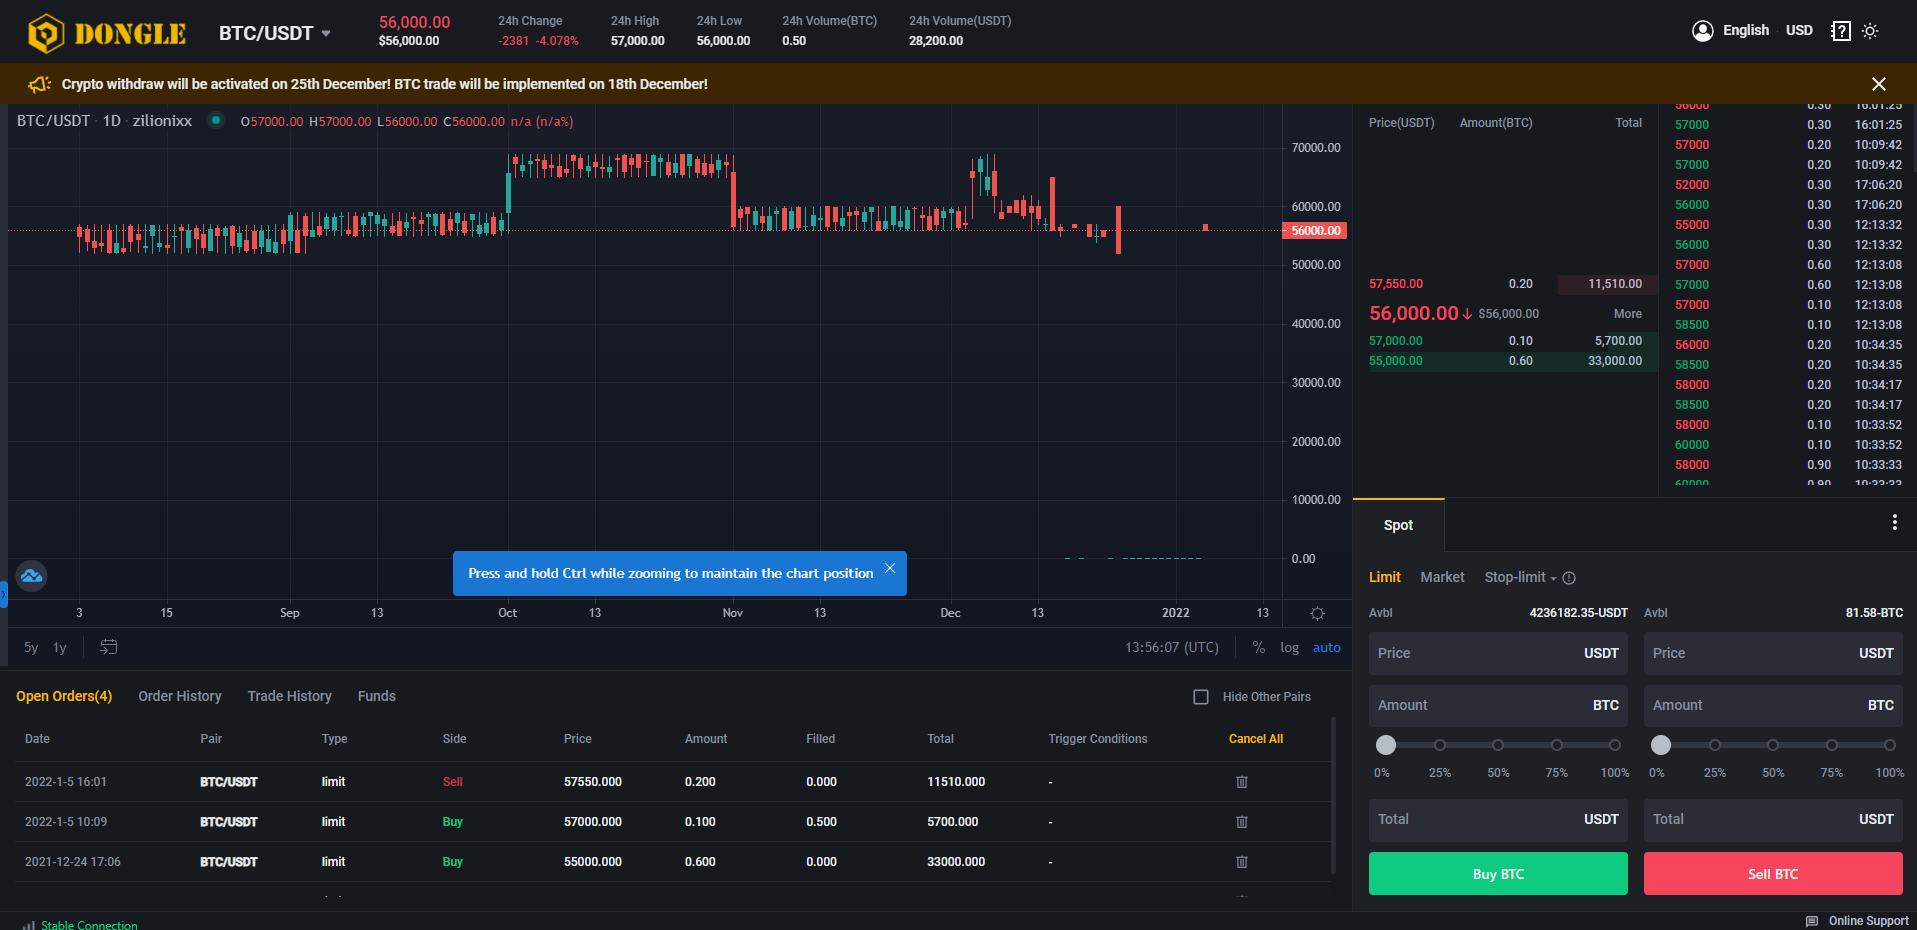 DONGLE
BTC/USDT
56,000.00
$56,000.00
24h Change
-2381 -4.078%
24h High
57,000.00
24h Low
56,000.00
24h Volume(BTC)
0.50
24h Volume(USDT)
28,200.00
English
USD
Crypto withdraw will be activated on 25th December! BTC trade will be implemented on 18th December!
BTC/USDT · 1D · zilionixx
O57000.00 H57000.00 L56000.00 C56000.00 n/a (n/a%)
70000.00
60000.00
56000.00
50000.00
40000.00
30000.00
20000.00
10000.00
0.00
Press and hold Ctrl while zooming to maintain the chart position
3 15 Sep 13 Oct 13 Nov 13 Dec 13 2022 13
5y 1y
13:56:07 (UTC) % log auto
Price(USDT) Amount(BTC) Total
57,550.00 0.20 11,510.00
56,000.00 ↓ $56,000.00 More
57,000.00 0.10 5,700.00
55,000.00 0.60 33,000.00
56000 0.30 16:01:25
57000 0.30 16:01:25
57000 0.20 10:09:42
57000 0.20 10:09:42
52000 0.30 17:06:20
56000 0.30 17:06:20
55000 0.30 12:13:32
56000 0.30 12:13:32
57000 0.60 12:13:08
57000 0.60 12:13:08
57000 0.10 12:13:08
58500 0.10 12:13:08
56000 0.20 10:34:35
58500 0.20 10:34:35
58000 0.20 10:34:17
58500 0.20 10:34:17
58000 0.10 10:33:52
60000 0.10 10:33:52
58000 0.90 10:33:33
60000 0.90 10:33:33
Spot
Limit Market Stop-limit
Avbl 4236182.35-USDT
Price USDT
Amount BTC
0% 25% 50% 75% 100%
Total USDT
Buy BTC
Avbl 81.58-BTC
Price USDT
Amount BTC
0% 25% 50% 75% 100%
Total USDT
Sell BTC
Open Orders(4) Order History Trade History Funds
Hide Other Pairs
Date Pair Type Side Price Amount Filled Total Trigger Conditions Cancel All
2022-1-5 16:01 BTC/USDT limit Sell 57550.000 0.200 0.000 11510.000 -
2022-1-5 10:09 BTC/USDT limit Buy 57000.000 0.100 0.500 5700.000 -
2021-12-24 17:06 BTC/USDT limit Buy 55000.000 0.600 0.000 33000.000 -
Stable Connection
Online Support